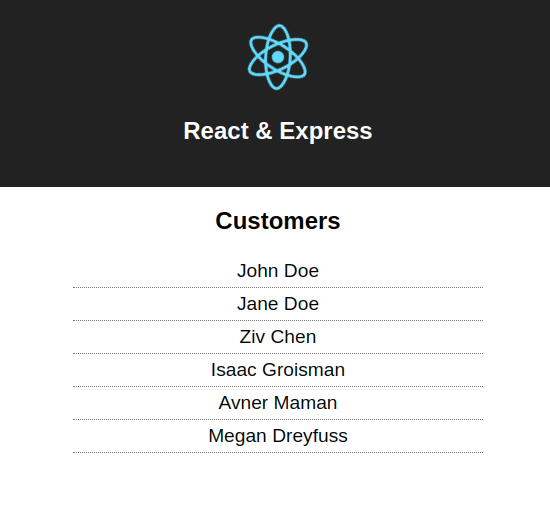 React & Express
Customers
John Doe
Jane Doe
Ziv Chen
Isaac Groisman
Avner Maman
Megan Dreyfuss